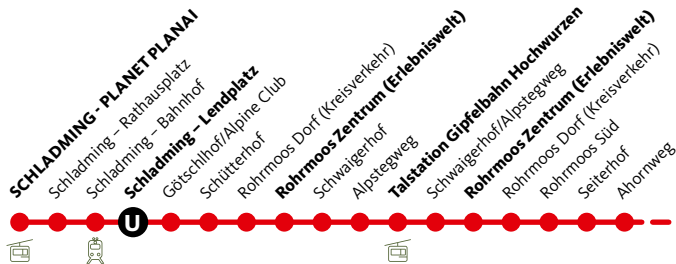 SCHLADMING - PLANET PLANAI
Schladming – Rathausplatz
Schladming – Bahnhof
Schladming – Lendplatz
Götschlhof/Alpine Club
Schütterhof
Rohrmoos Dorf (Kreisverkehr)
Rohrmoos Zentrum (Erlebniswelt)
Schwaigerhof
Alpstegweg
Talstation Gipfelbahn Hochwurzen
Schwaigerhof/Alpstegweg
Rohrmoos Zentrum (Erlebniswelt)
Rohrmoos Dorf (Kreisverkehr)
Rohrmoos Süd
Seiterhof
Ahornweg
U